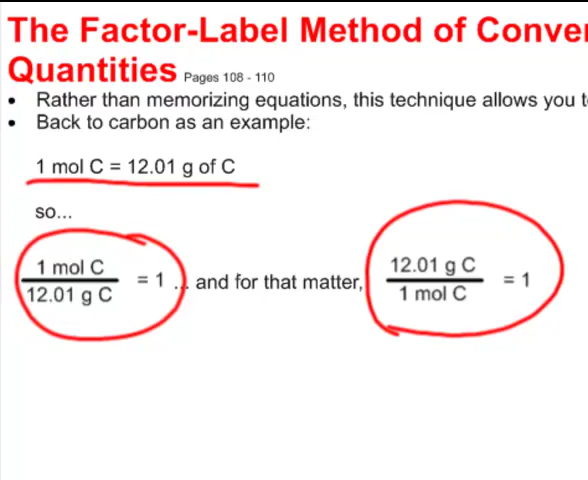 The Factor-Label Method of Conve
Quantities Pages 108 - 110
• Rather than memorizing equations, this technique allows you t
• Back to carbon as an example:
1 mol C = 12.01 g of C
so...
1 mol C
12.01 g C
= 1 ... and for that matter,
12.01 g C
1 mol C
= 1